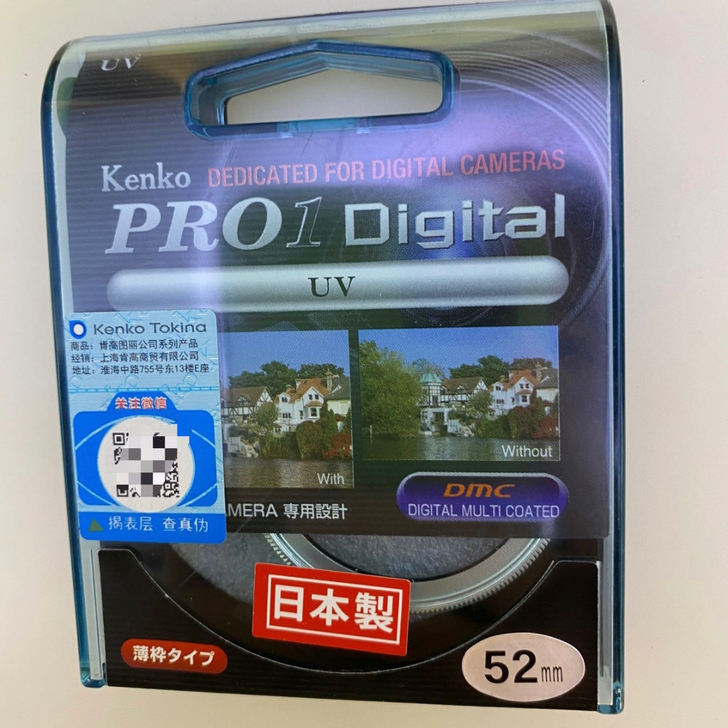 UV
Kenko DEDICATED FOR DIGITAL CAMERAS
PRO1 Digital
UV
Kenko Tokina
商品：肯高图丽公司系列产品
经销：上海肯高商贸有限公司
地址：淮海中路755号东13楼E座
关注微信
揭表层 查真伪
With
Without
MERA 専用設計
DMC
DIGITAL MULTI COATED
日本製
薄枠タイプ
52mm